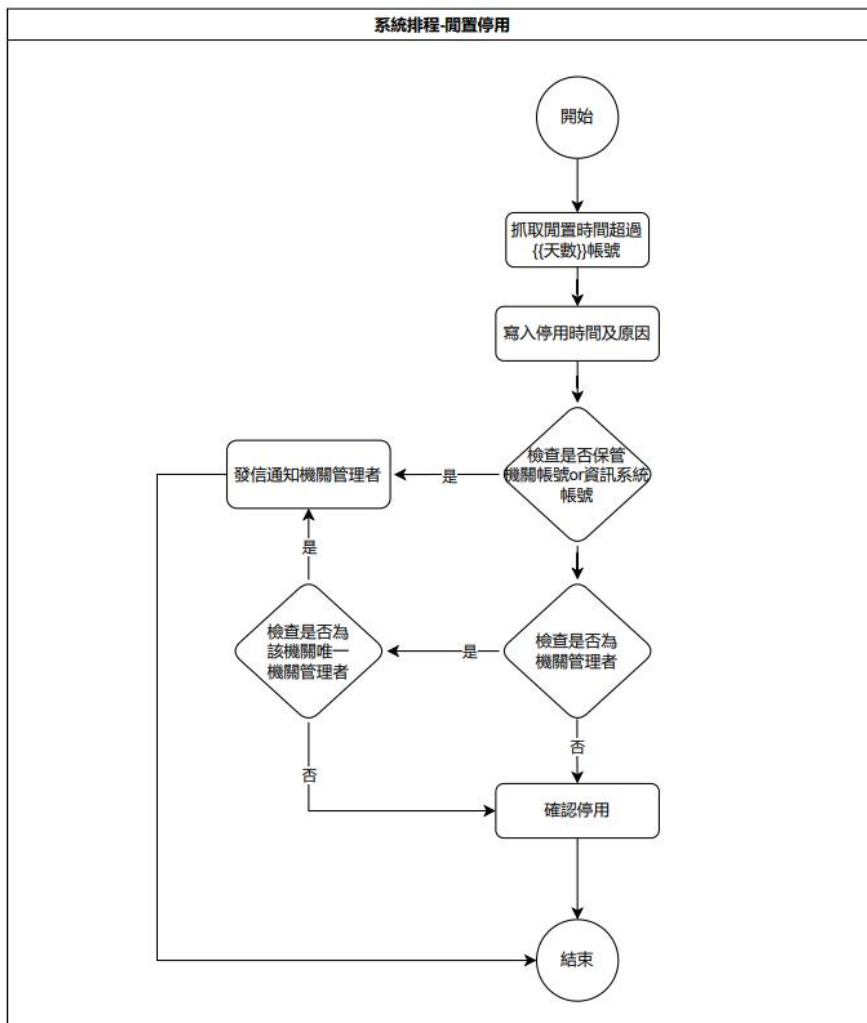 系統排程-閒置停用
開始
抓取閒置時間超過
{{天數}}帳號
寫入停用時間及原因
檢查是否保管
機關帳號or資訊系統
帳號
是
發信通知機關管理者
是
檢查是否為
該機關唯一
機關管理者
是
檢查是否為
機關管理者
否
否
確認停用
結束